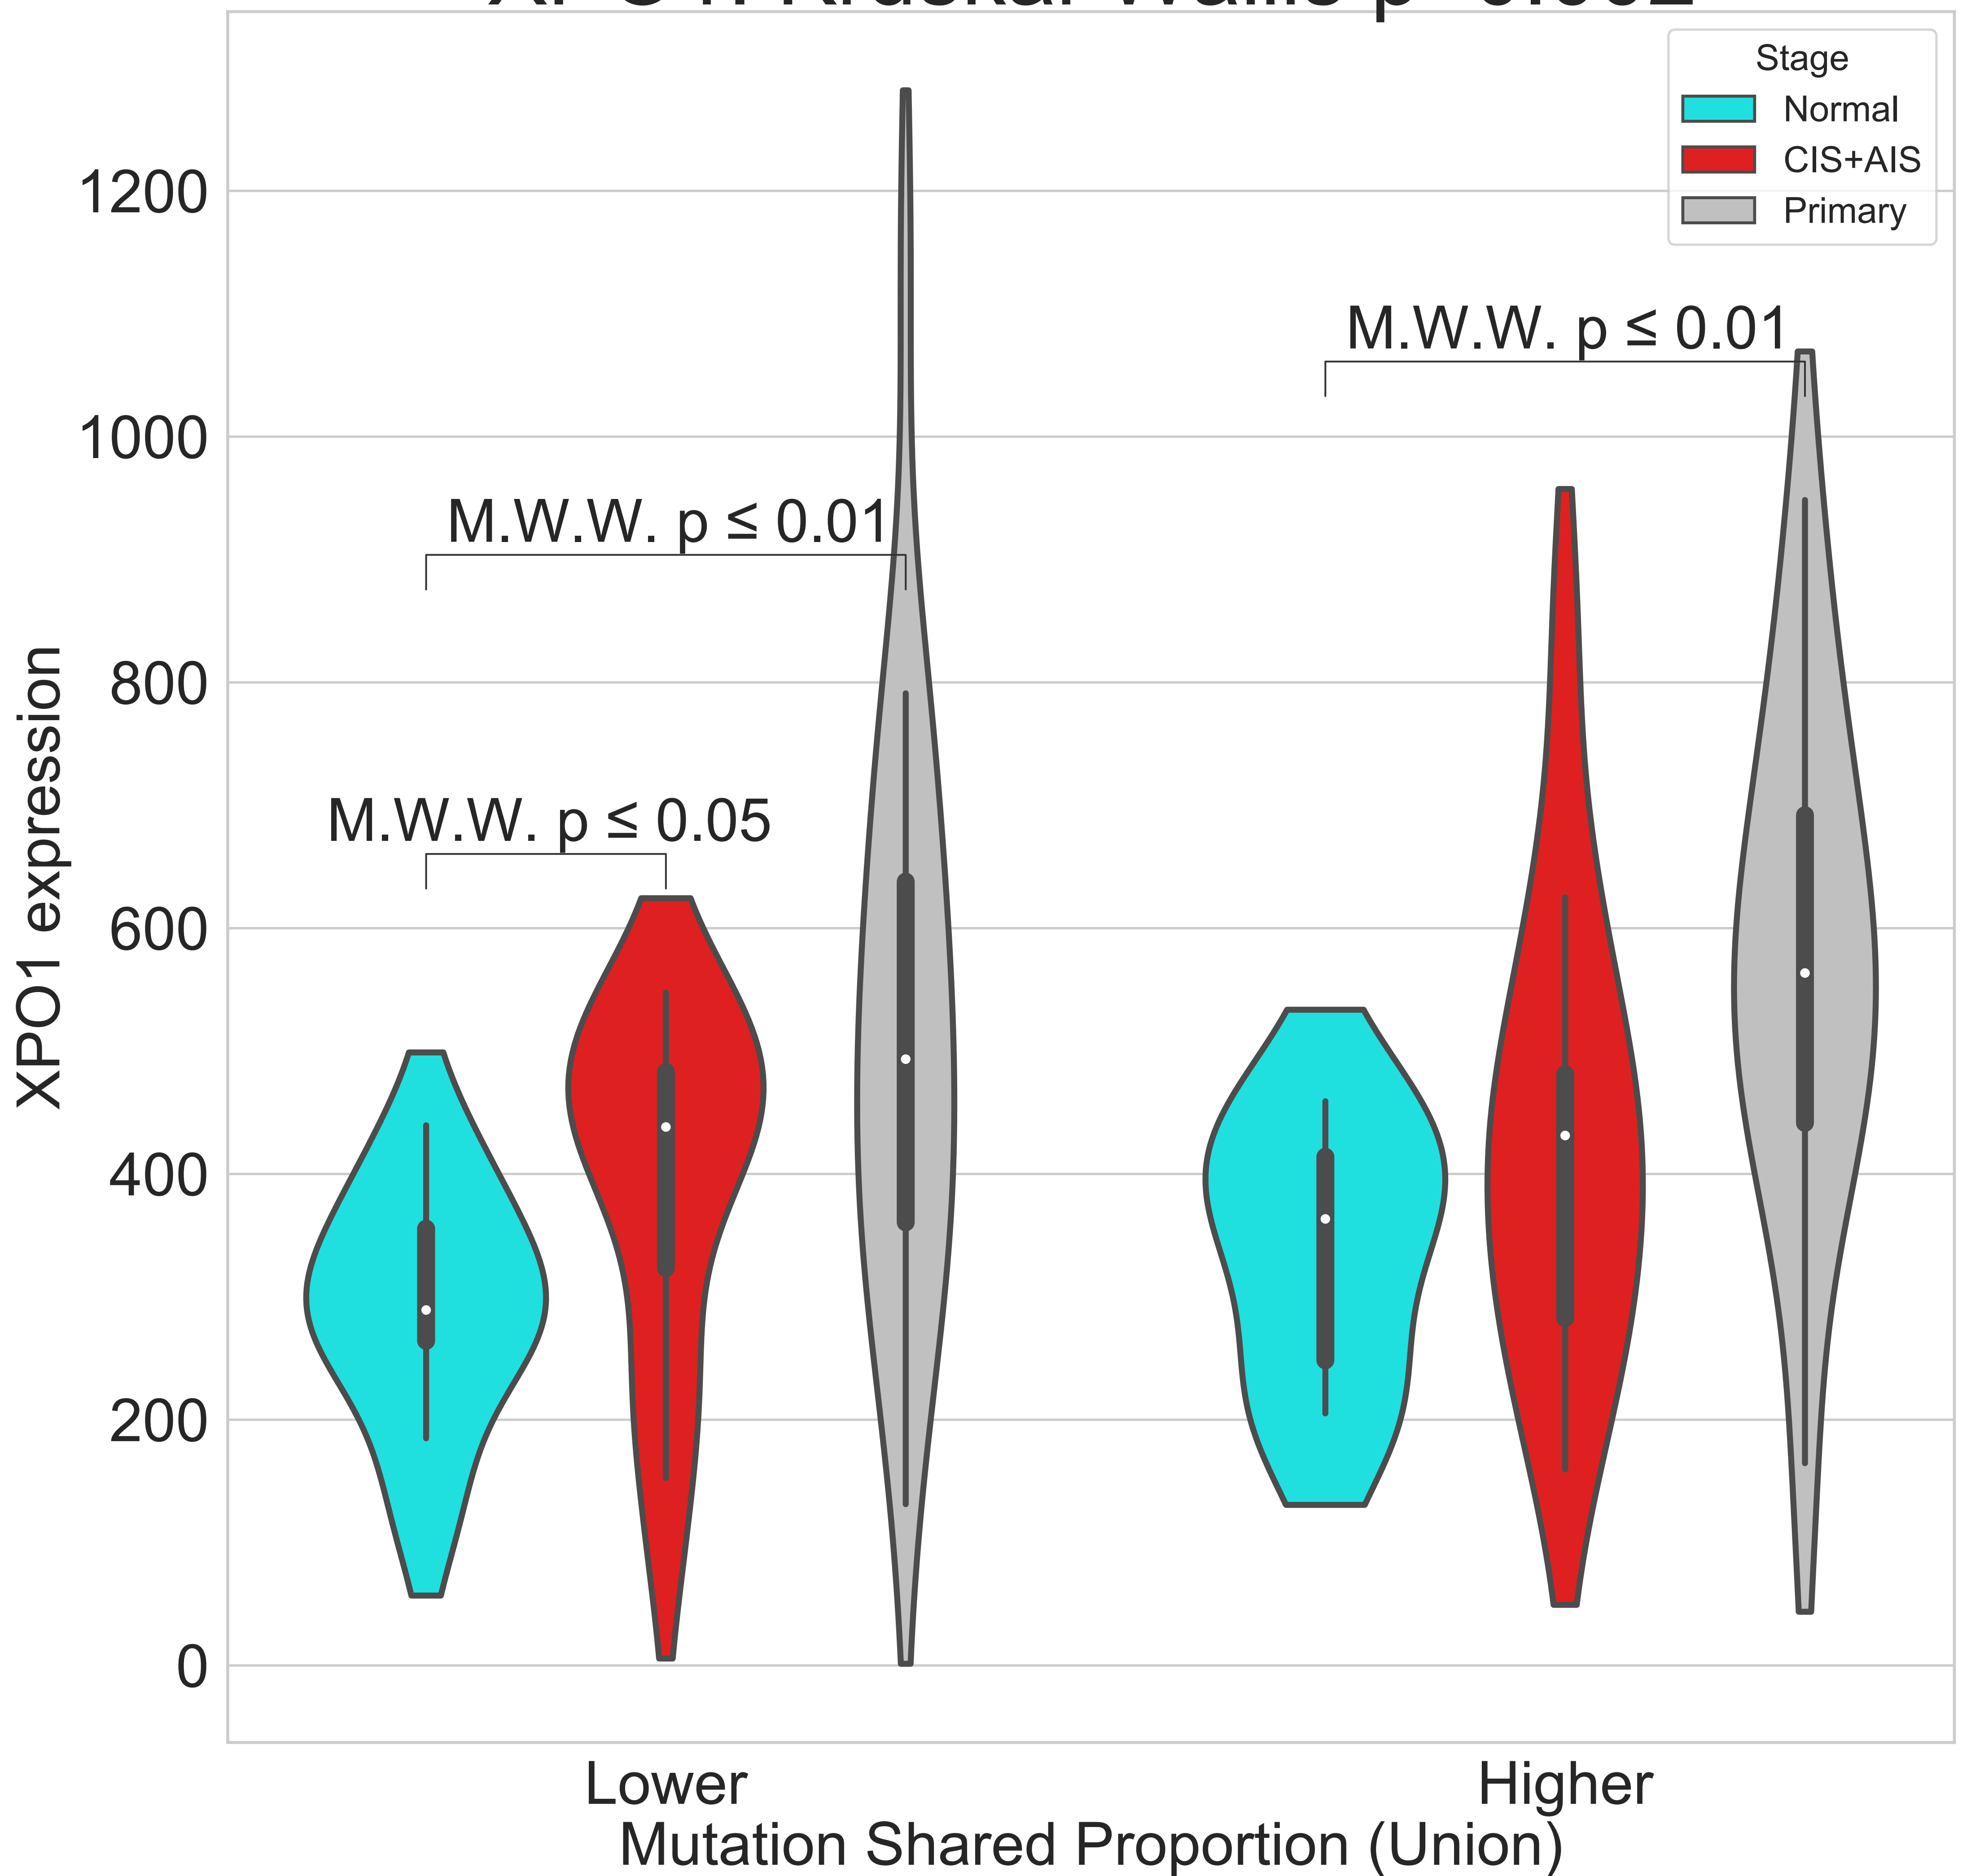 Stage
Normal
CIS+AIS
Primary
1200
1000
800
600
400
200
0
XPO1 expression
M.W.W. p ≤ 0.01
M.W.W. p ≤ 0.01
M.W.W. p ≤ 0.05
Lower
Higher
Mutation Shared Proportion (Union)